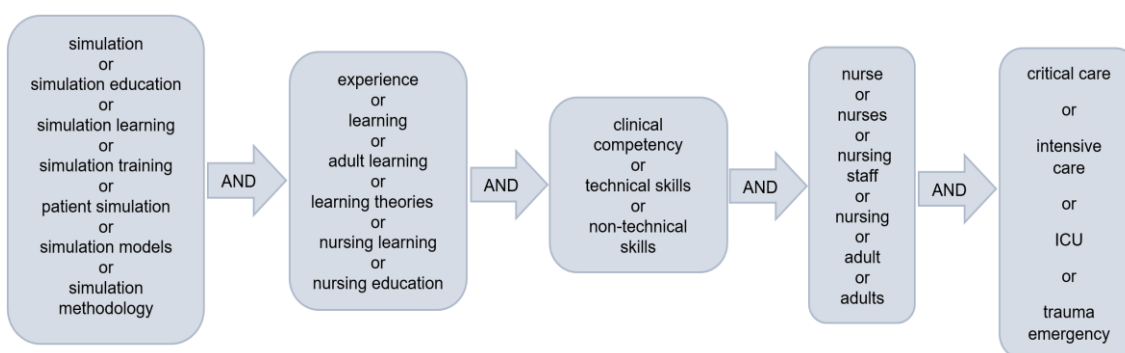 simulation
or
simulation education
or
simulation learning
or
simulation training
or
patient simulation
or
simulation models
or
simulation
methodology
AND
experience
or
learning
or
adult learning
or
learning theories
or
nursing learning
or
nursing education
AND
clinical
competency
or
technical skills
or
non-technical
skills
AND
nurse
or
nurses
or
nursing
staff
or
nursing
or
adult
or
adults
AND
critical care
or
intensive
care
or
ICU
or
trauma
emergency